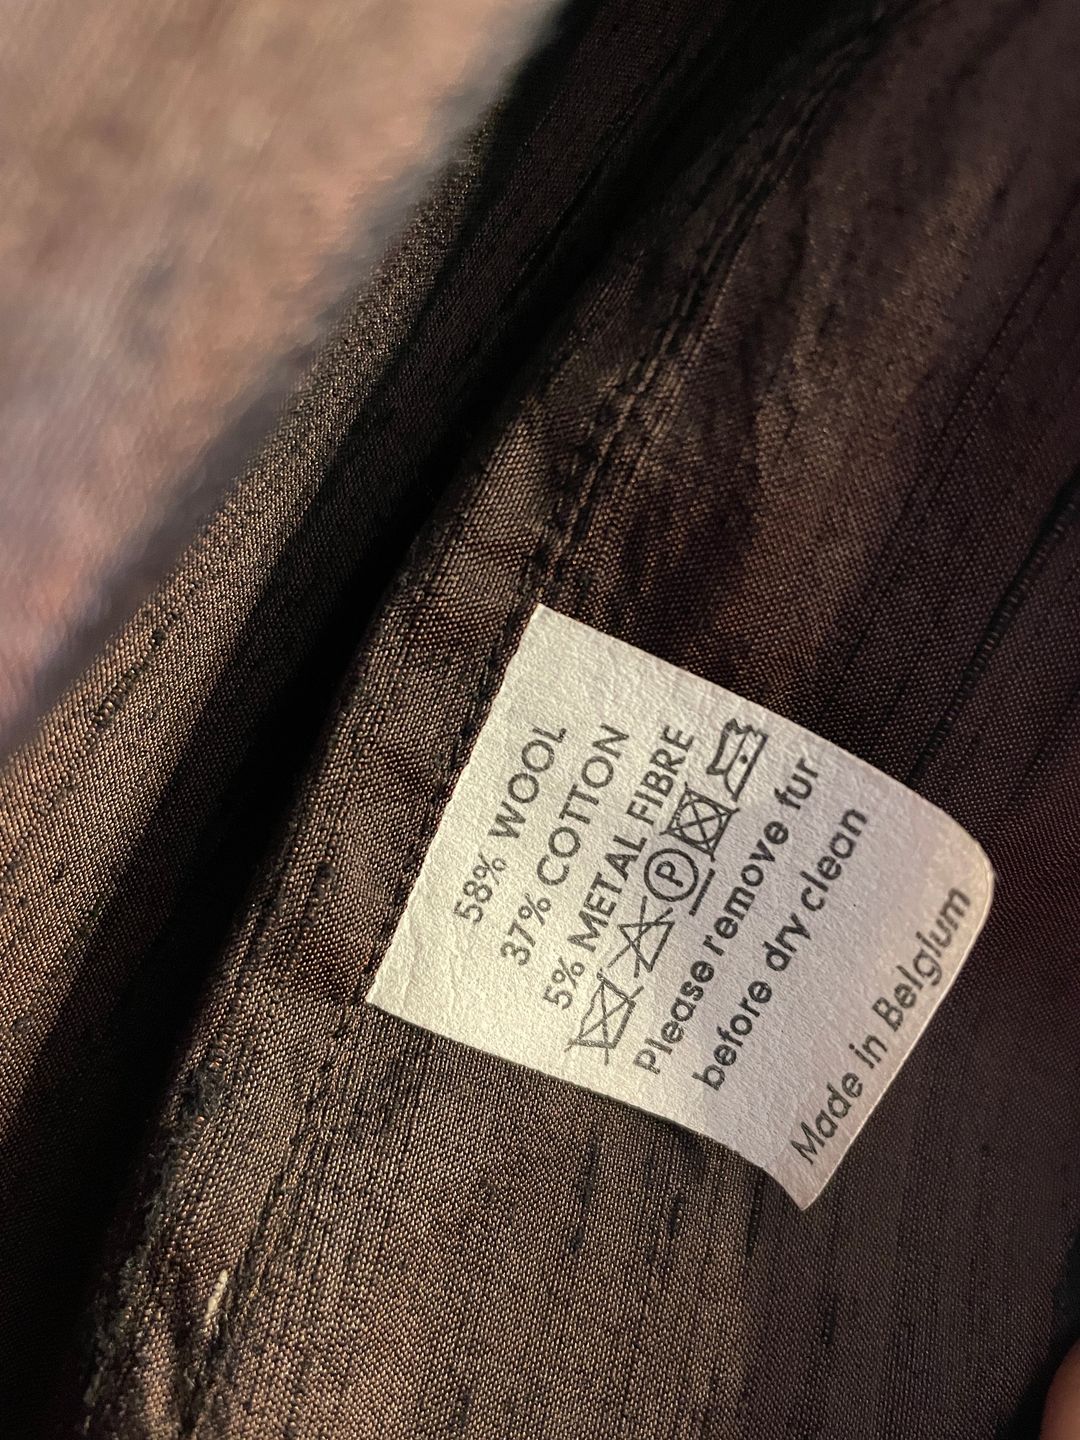 58% WOOL
37% COTTON
5% METAL FIBRE
P
Please remove fur
before dry clean
Made in Belgium